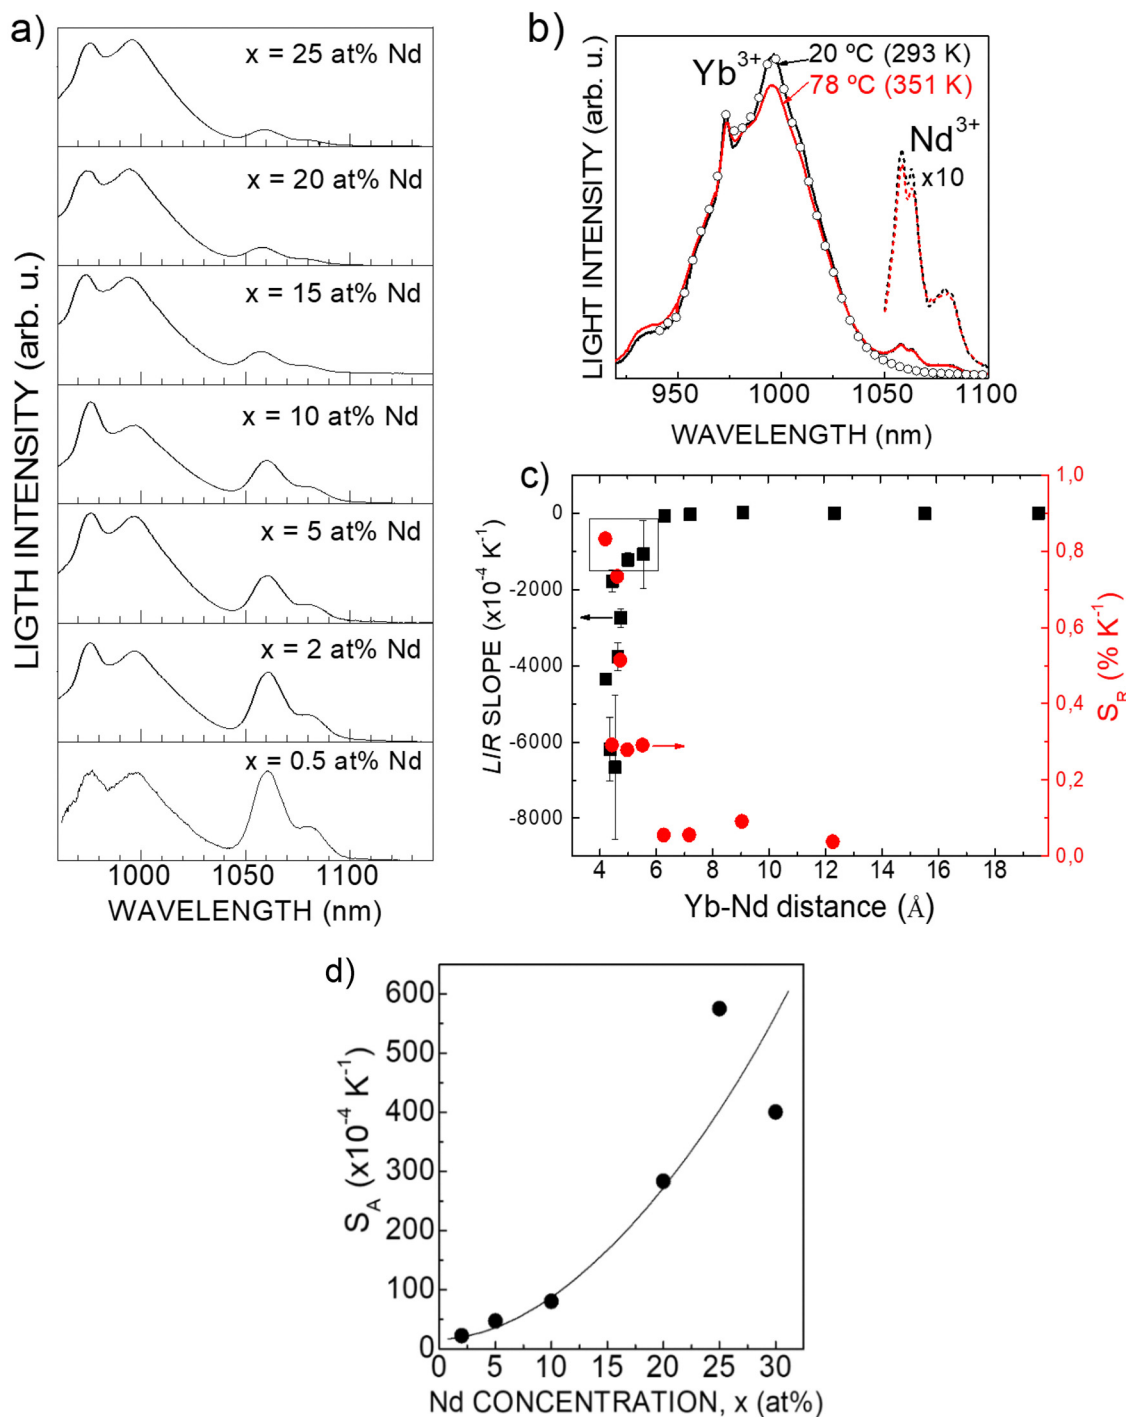 a)
x = 25 at% Nd
x = 20 at% Nd
x = 15 at% Nd
x = 10 at% Nd
x = 5 at% Nd
x = 2 at% Nd
x = 0.5 at% Nd
LIGTH INTENSITY (arb. u.)
1000 1050 1100
WAVELENGTH (nm)
b)
Yb3+
20 ºC (293 K)
78 ºC (351 K)
Nd3+
x10
LIGHT INTENSITY (arb. u.)
950 1000 1050 1100
WAVELENGTH (nm)
c)
0
-2000
-4000
-6000
-8000
LIR SLOPE (x10-4 K-1)
1,0
0,8
0,6
0,4
0,2
0,0
SR (% K-1)
4 6 8 10 12 14 16 18
Yb-Nd distance (Å)
d)
600
500
400
300
200
100
0
SA (x10-4 K-1)
0 5 10 15 20 25 30
Nd CONCENTRATION, x (at%)